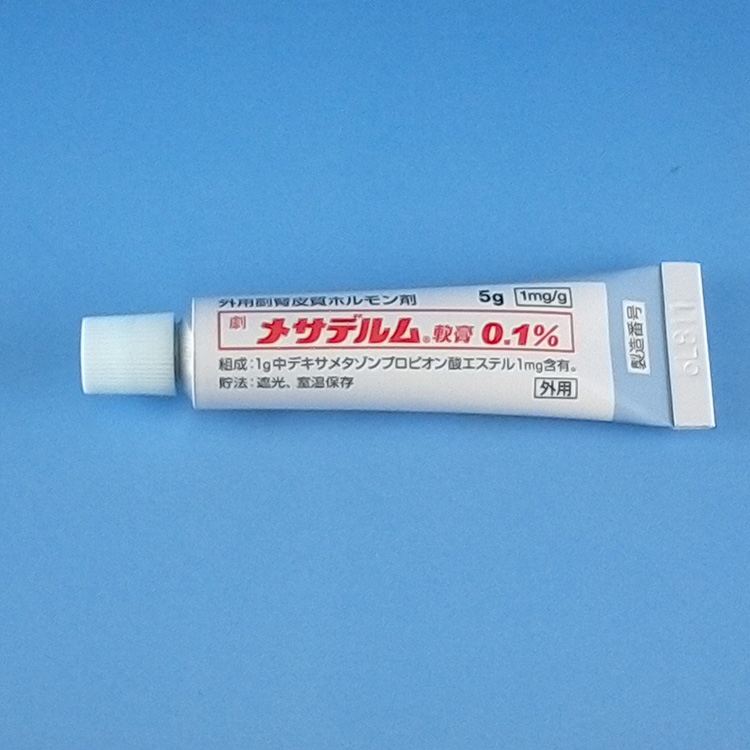 外用副腎皮質ホルモン剤 5g 1mg/g
劇 メサデルム®軟膏 0.1%
組成:1g中デキサメタゾンプロピオン酸エステル1mg含有。
貯法:遮光、室温保存
外用
製造番号